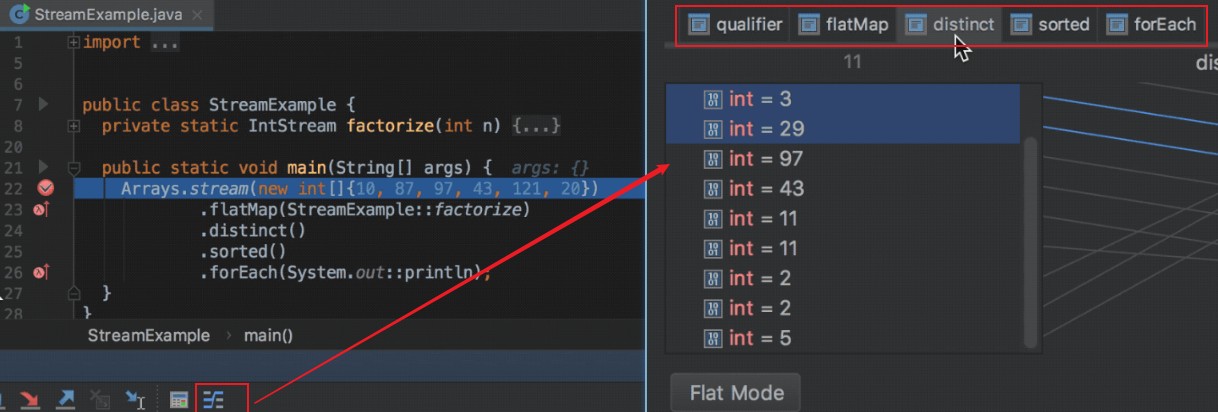 StreamExample.java
1 import ...
5
6
7 public class StreamExample {
8 private static IntStream factorize(int n) {...}
20
21 public static void main(String[] args) { args: {}
22 Arrays.stream(new int[]{10, 87, 97, 43, 121, 20})
23 .flatMap(StreamExample::factorize)
24 .distinct()
25 .sorted()
26 .forEach(System.out::println);
27 }
28 }
StreamExample › main()
qualifier flatMap distinct sorted forEach
11 dis
int = 3
int = 29
int = 97
int = 43
int = 11
int = 11
int = 2
int = 2
int = 5
Flat Mode